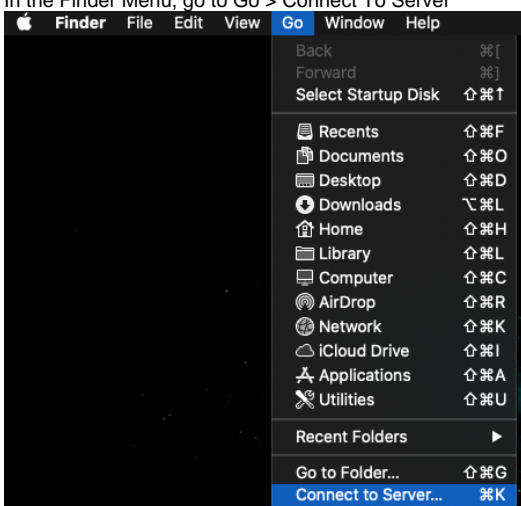 In the Finder Menu, go to Go > Connect To Server
Finder File Edit View Go Window Help
Back ⌘[
Forward ⌘]
Select Startup Disk ⇧⌘↑
Recents ⇧⌘F
Documents ⇧⌘O
Desktop ⇧⌘D
Downloads ⌥⌘L
Home ⇧⌘H
Library ⇧⌘L
Computer ⇧⌘C
AirDrop ⇧⌘R
Network ⇧⌘K
iCloud Drive ⇧⌘I
Applications ⇧⌘A
Utilities ⇧⌘U
Recent Folders ▶
Go to Folder... ⇧⌘G
Connect to Server... ⌘K